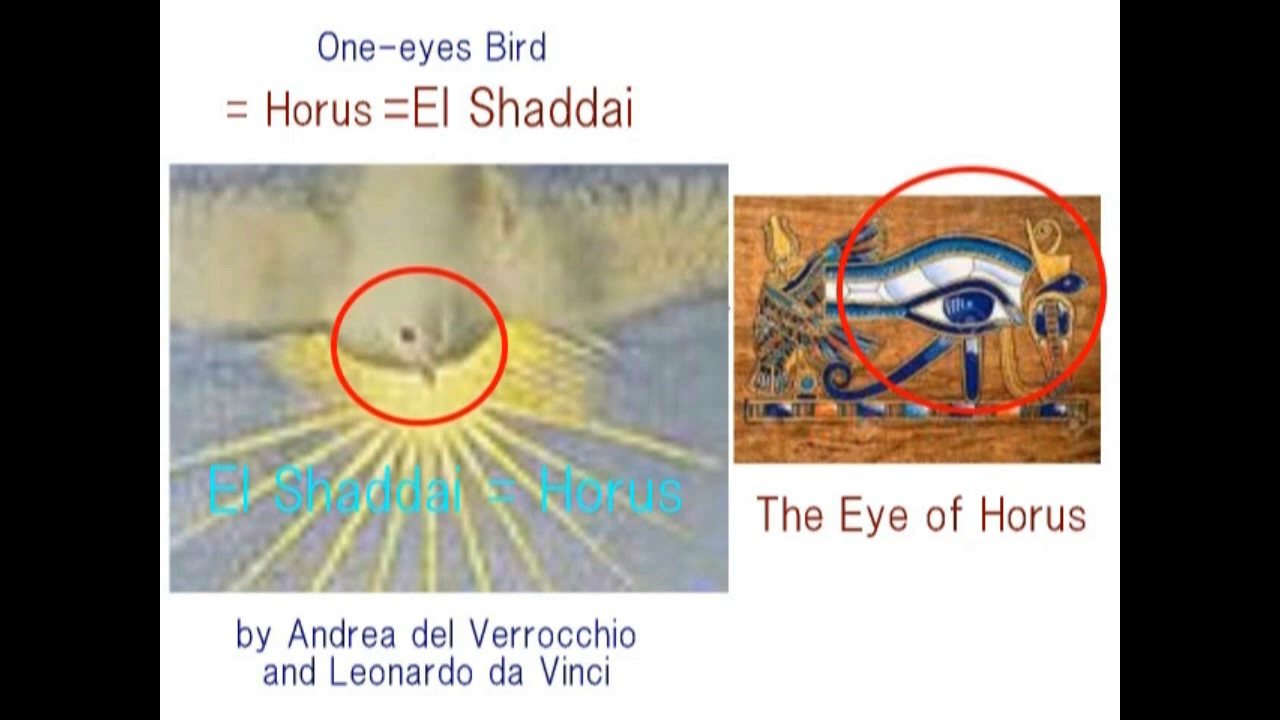 One-eyes Bird
= Horus =El Shaddai
El Shaddai = Horus
The Eye of Horus
by Andrea del Verrocchio
and Leonardo da Vinci